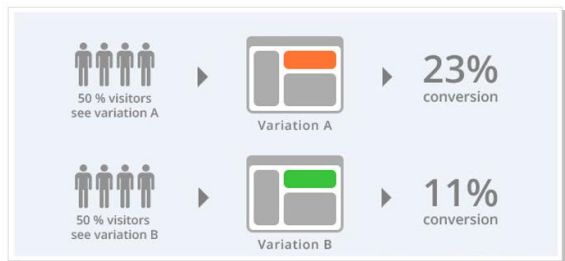 50 % visitors
see variation A
Variation A
23%
conversion
50 % visitors
see variation B
Variation B
11%
conversion